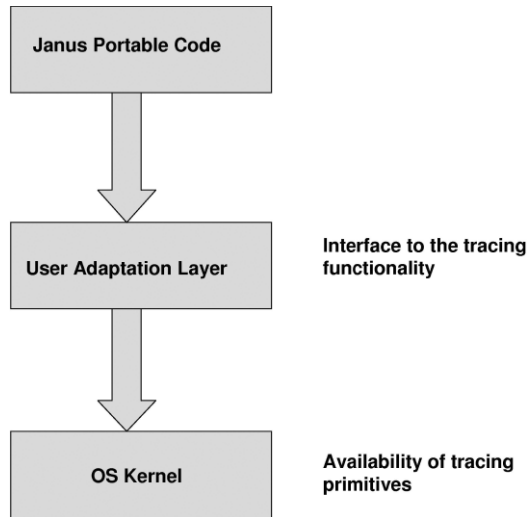 Janus Portable Code
User Adaptation Layer
Interface to the tracing
functionality
OS Kernel
Availability of tracing
primitives